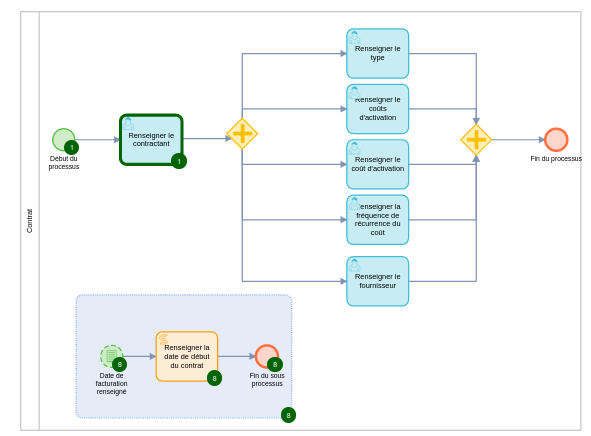 Contrat
Début du
processus
1
Renseigner le
contractant
1
Renseigner le
type
Renseigner le
coûts
d'activation
Renseigner le
coût d'activation
Renseigner la
fréquence de
récurrence du
coût
Renseigner le
fournisseur
Fin du processus
Date de
facturation
renseigné
8
Renseigner la
date de début
du contrat
8
Fin du sous
processus
8
8